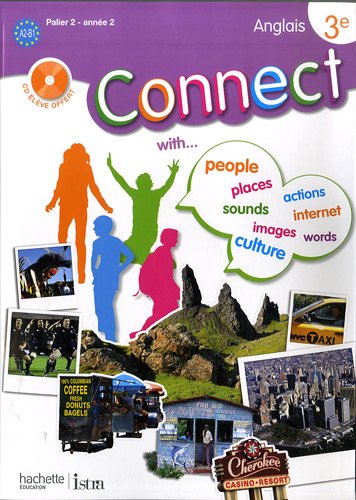 Palier 2 - année 2
Anglais 3e
A2-B1
CD ÉLÈVE OFFERT
Connect
with...
people
places
actions
sounds
internet
images
words
culture
NYC TAXI
100% COLOMBIAN
COFFEE
FRESH
DONUTS
BAGELS
Cherokee
CASINO • RESORT
hachette
ÉDUCATION
istra